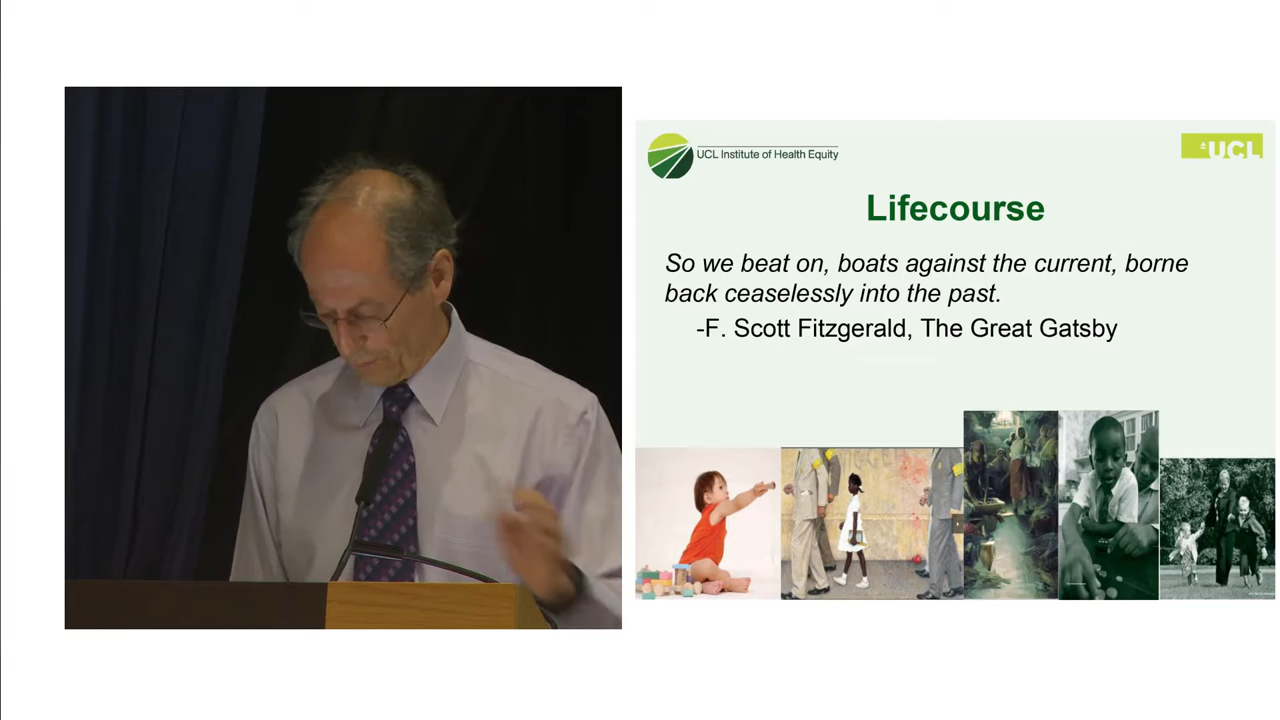 UCL Institute of Health Equity
UCL
Lifecourse
So we beat on, boats against the current, borne
back ceaselessly into the past.
-F. Scott Fitzgerald, The Great Gatsby